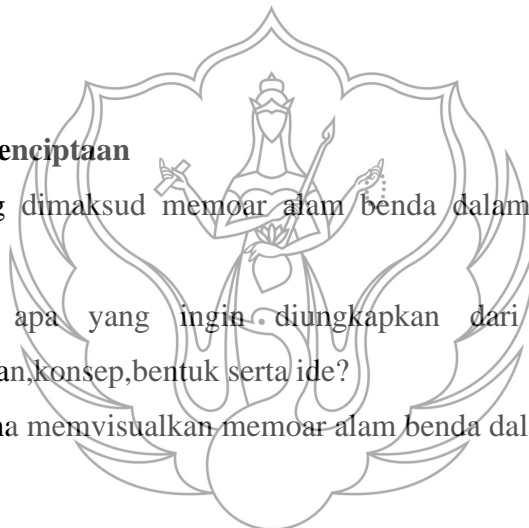 enciptaan
g dimaksud memoar alam benda dalam
apa yang ingin diungkapkan dari
an,konsep,bentuk serta ide?
na memvisualkan memoar alam benda dal